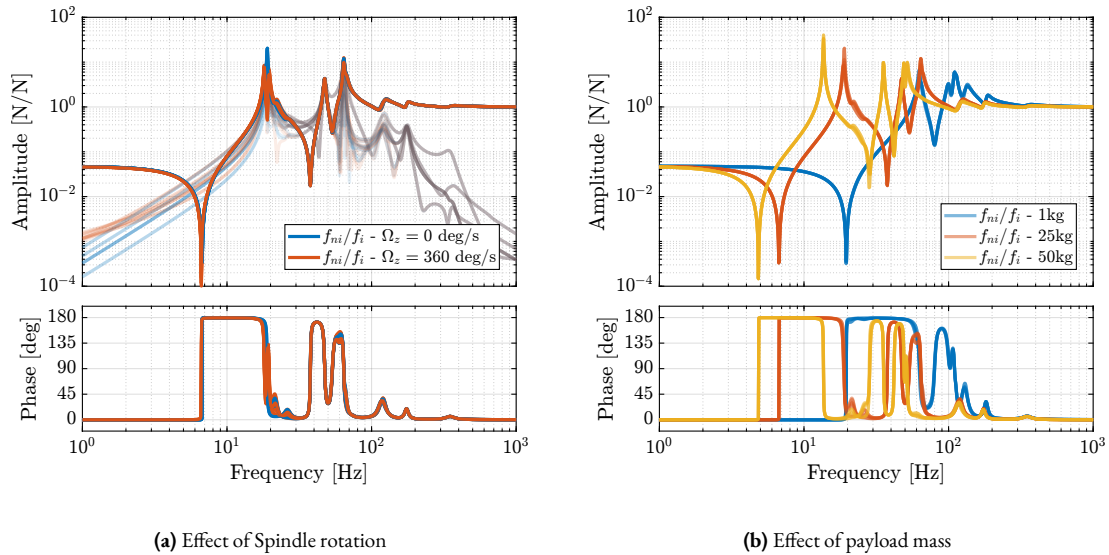 10^2
10^0
10^−2
10^−4
Amplitude [N/N]
f_ni/f_i - Ω_z = 0 deg/s
f_ni/f_i - Ω_z = 360 deg/s
180
135
90
45
0
Phase [deg]
10^0 10^1 10^2 10^3
Frequency [Hz]
(a) Effect of Spindle rotation
10^2
10^0
10^−2
10^−4
Amplitude [N/N]
f_ni/f_i - 1kg
f_ni/f_i - 25kg
f_ni/f_i - 50kg
180
135
90
45
0
Phase [deg]
10^0 10^1 10^2 10^3
Frequency [Hz]
(b) Effect of payload mass